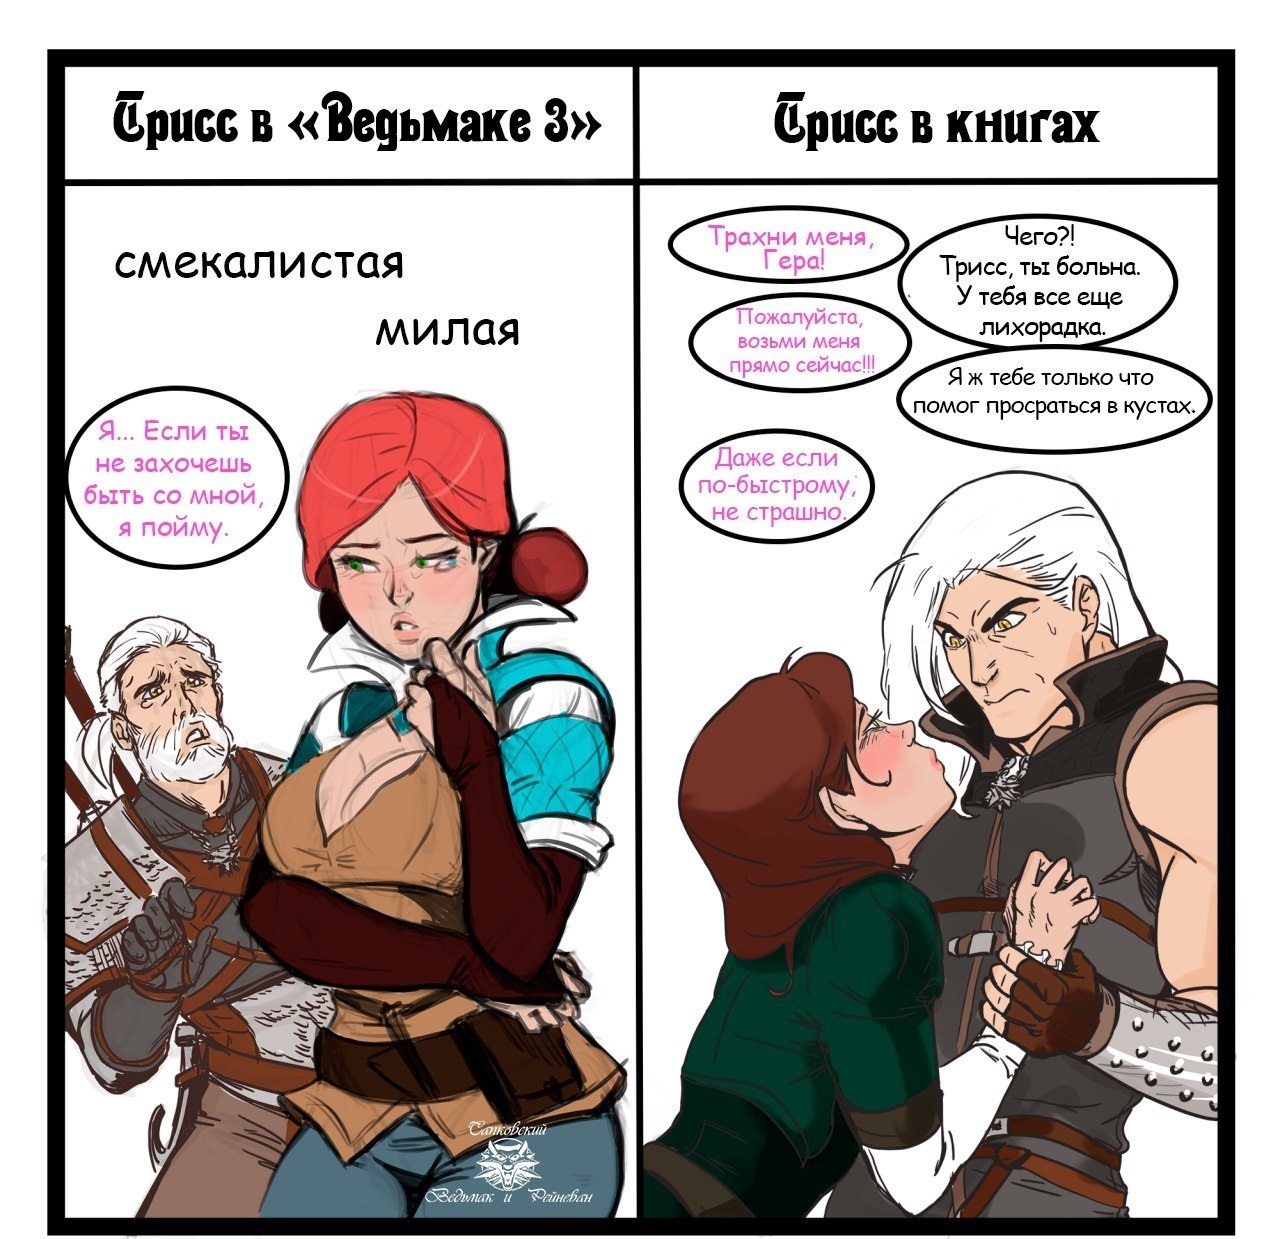 Трисс в «Ведьмаке 3»
смекалистая
милая
Я... Если ты
не захочешь
быть со мной,
я пойму.
Трисс в книгах
Трахни меня,
Гера!
Чего?!
Трисс, ты больна.
У тебя все еще
лихорадка.
Пожалуйста,
возьми меня
прямо сейчас!!!
Я ж тебе только что
помог просраться в кустах.
Даже если
по-быстрому,
не страшно.
Сапковский
Ведьмак и Рейневан